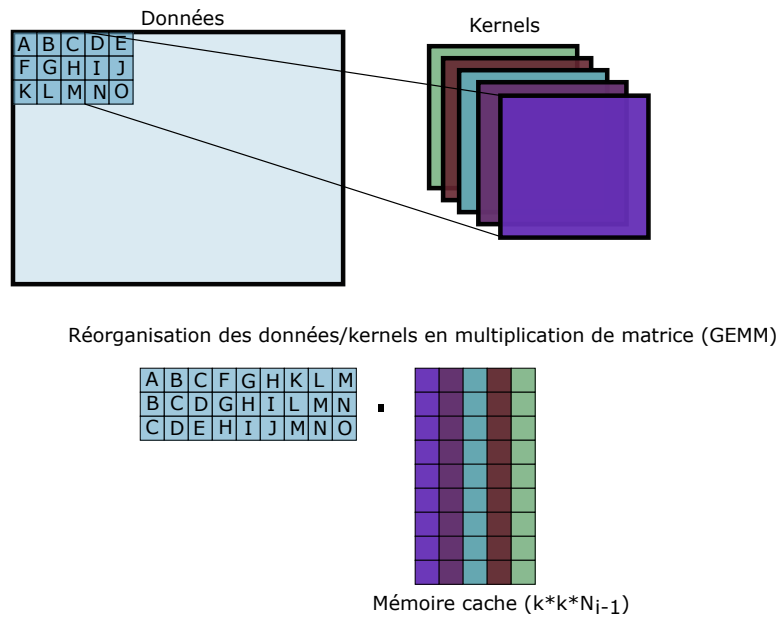 Données
Kernels
A B C D E
F G H I J
K L M N O
Réorganisation des données/kernels en multiplication de matrice (GEMM)
A B C F G H K L M
B C D G H I L M N
C D E H I J M N O
Mémoire cache (k*k*Ni-1)